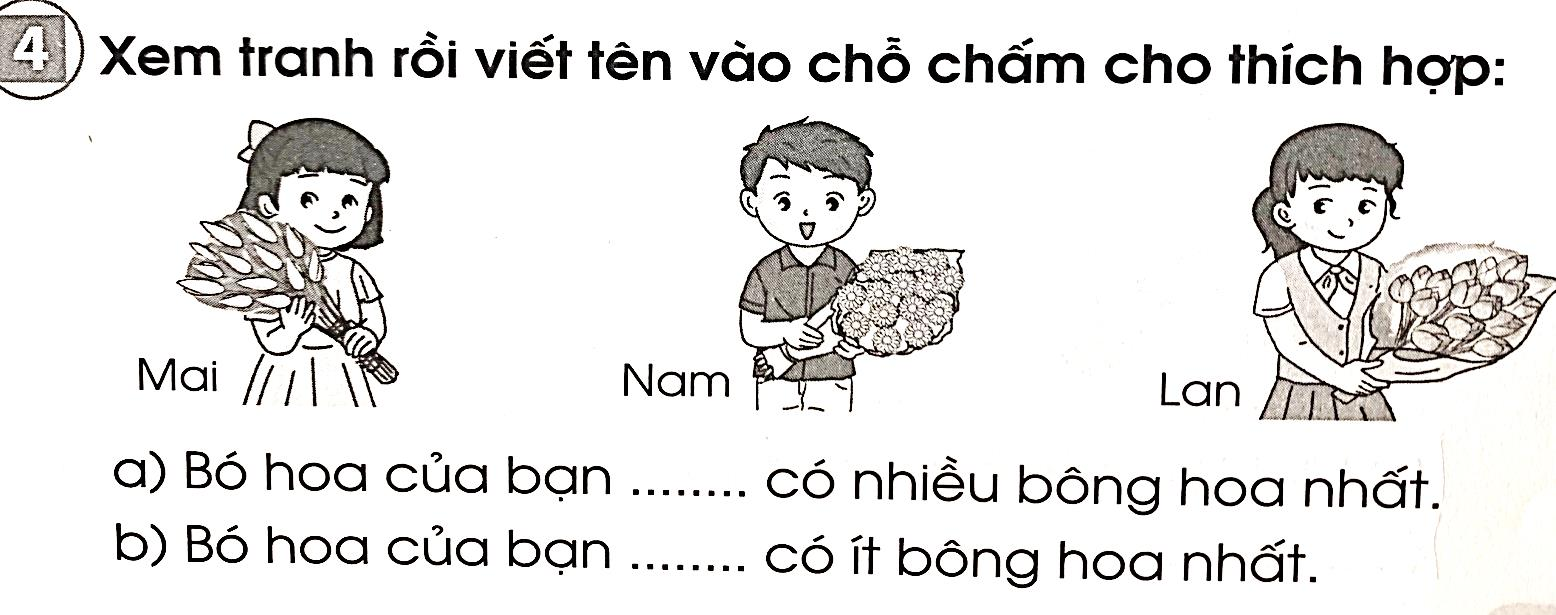 4 Xem tranh rồi viết tên vào chỗ chấm cho thích hợp:
Mai Nam Lan
a) Bó hoa của bạn ........ có nhiều bông hoa nhất.
b) Bó hoa của bạn ........ có ít bông hoa nhất.